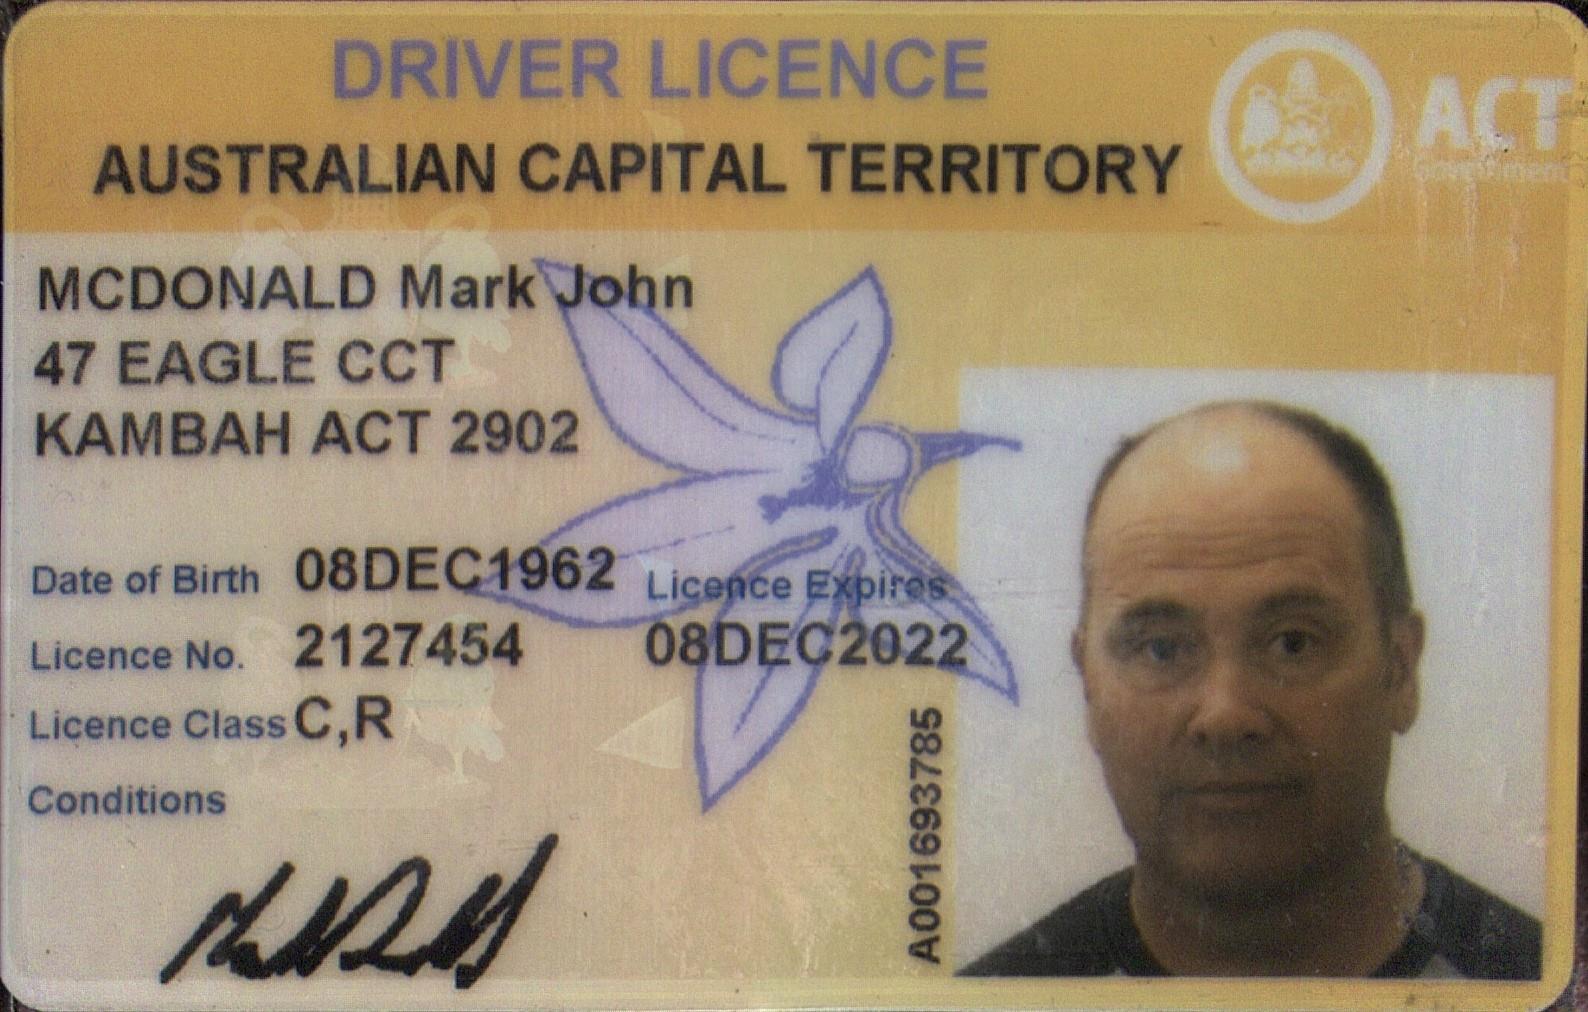 DRIVER LICENCE
AUSTRALIAN CAPITAL TERRITORY
ACT
Government
MCDONALD Mark John
47 EAGLE CCT
KAMBAH ACT 2902
Date of Birth 08DEC1962
Licence Expires
Licence No. 2127454
08DEC2022
Licence Class C,R
Conditions
A001693785